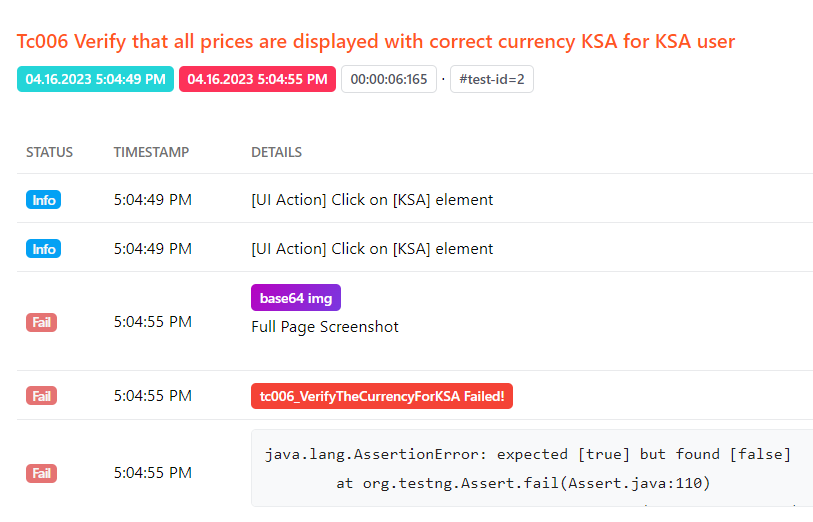 Tc006 Verify that all prices are displayed with correct currency KSA for KSA user
04.16.2023 5:04:49 PM 04.16.2023 5:04:55 PM 00:00:06:165 · #test-id=2
STATUS TIMESTAMP DETAILS
Info 5:04:49 PM [UI Action] Click on [KSA] element
Info 5:04:49 PM [UI Action] Click on [KSA] element
base64 img
Fail 5:04:55 PM Full Page Screenshot
Fail 5:04:55 PM tc006_VerifyTheCurrencyForKSA Failed!
java.lang.AssertionError: expected [true] but found [false]
Fail 5:04:55 PM at org.testng.Assert.fail(Assert.java:110)